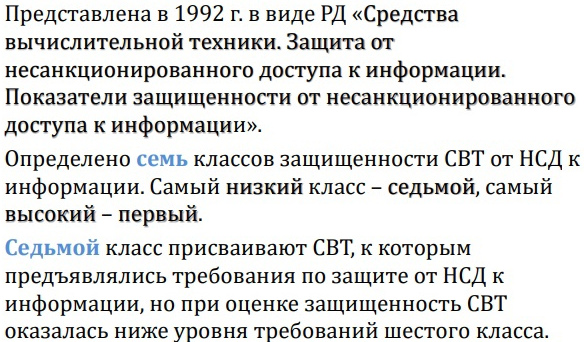 Представлена в 1992 г. в виде РД «Средства
вычислительной техники. Защита от
несанкционированного доступа к информации.
Показатели защищенности от несанкционированного
доступа к информации».
Определено семь классов защищенности СВТ от НСД к
информации. Самый низкий класс – седьмой, самый
высокий – первый.
Седьмой класс присваивают СВТ, к которым
предъявлялись требования по защите от НСД к
информации, но при оценке защищенность СВТ
оказалась ниже уровня требований шестого класса.